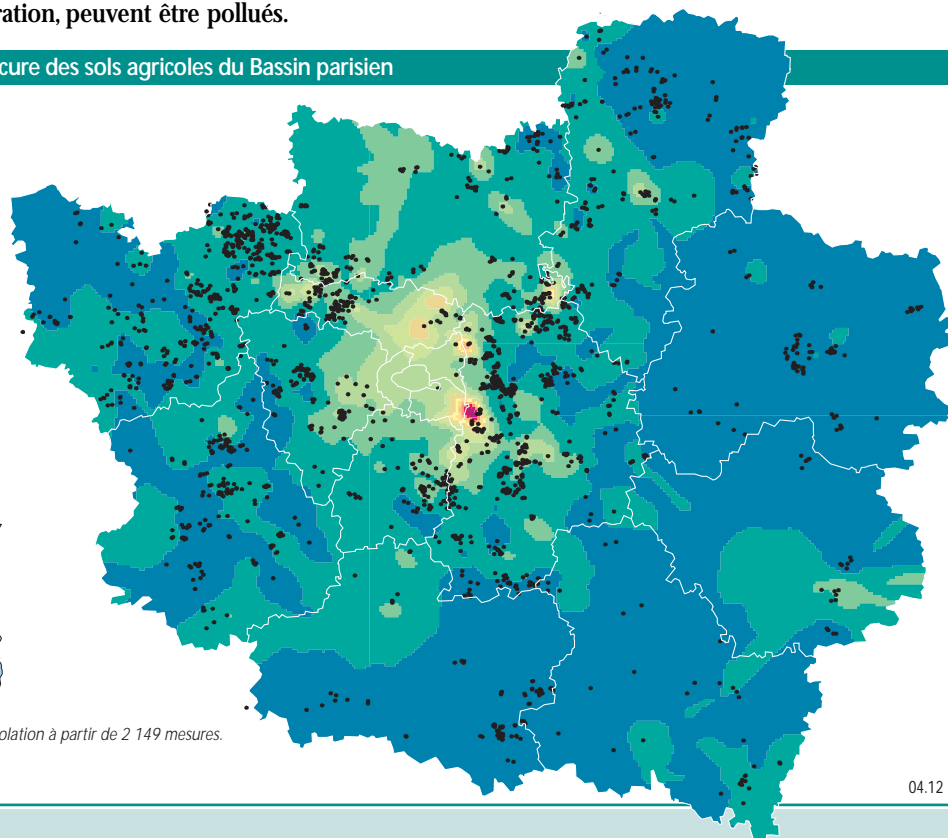 ration, peuvent être pollués.
cure des sols agricoles du Bassin parisien
olation à partir de 2 149 mesures.
04.12